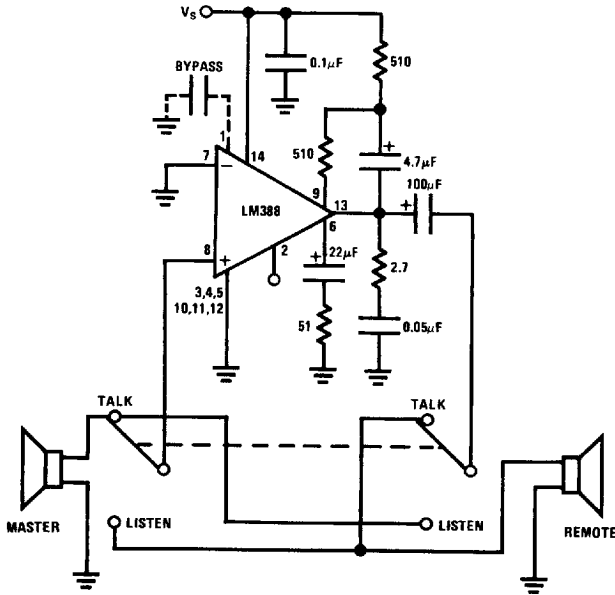 VS
0.1µF
510
BYPASS
1
14
7
−
510
+
4.7µF
9
13
+
100µF
LM388
6
8
+
2
+
22µF
2.7
3,4,5
10,11,12
51
0.05µF
TALK
TALK
MASTER
LISTEN
LISTEN
REMOTE